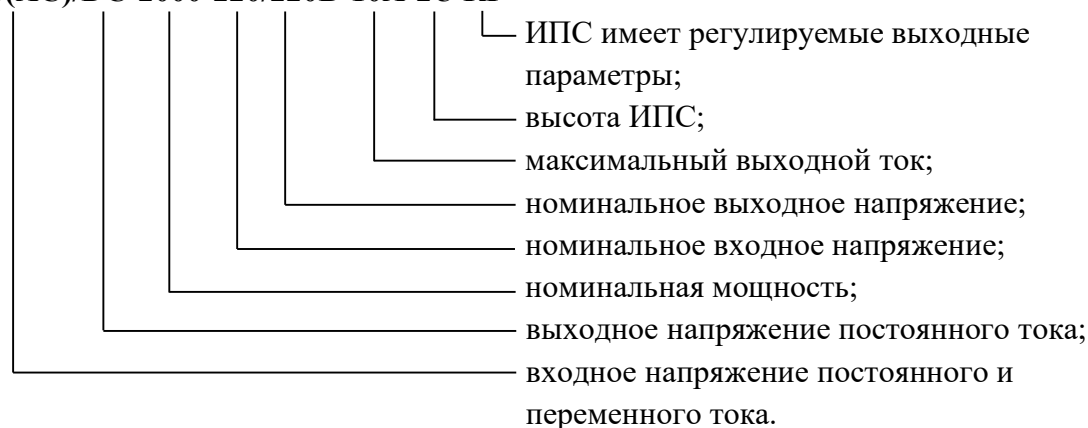 ИПС имеет регулируемые выходные
параметры;
высота ИПС;
максимальный выходной ток;
номинальное выходное напряжение;
номинальное входное напряжение;
номинальная мощность;
выходное напряжение постоянного тока;
входное напряжение постоянного и
переменного тока.